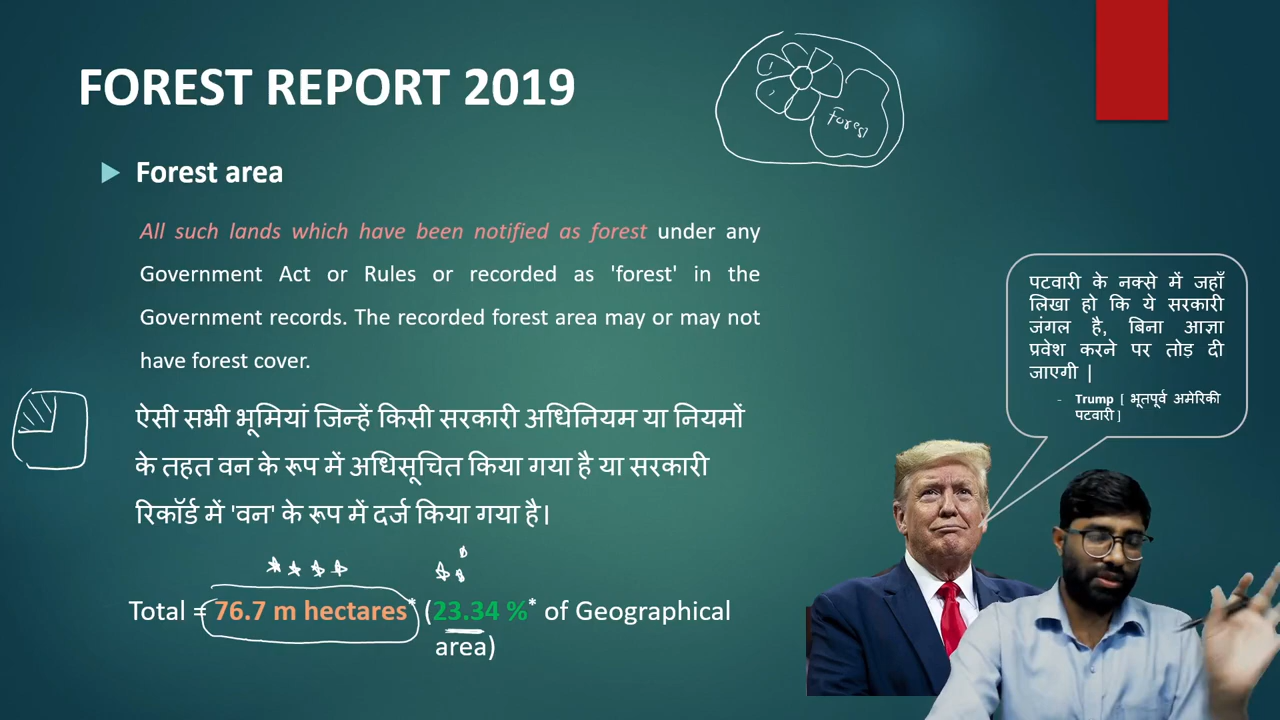 FOREST REPORT 2019
Forest
Forest area
All such lands which have been notified as forest under any
Government Act or Rules or recorded as 'forest' in the
Government records. The recorded forest area may or may not
have forest cover.
ऐसी सभी भूमियां जिन्हें किसी सरकारी अधिनियम या नियमों
के तहत वन के रूप में अधिसूचित किया गया है या सरकारी
रिकॉर्ड में 'वन' के रूप में दर्ज किया गया है।
Total = 76.7 m hectares* (23.34 %* of Geographical
area)
पटवारी के नक्से में जहाँ
लिखा हो कि ये सरकारी
जंगल है, बिना आज्ञा
प्रवेश करने पर तोड़ दी
जाएगी |
- Trump [ भूतपूर्व अमेरिकी
पटवारी ]